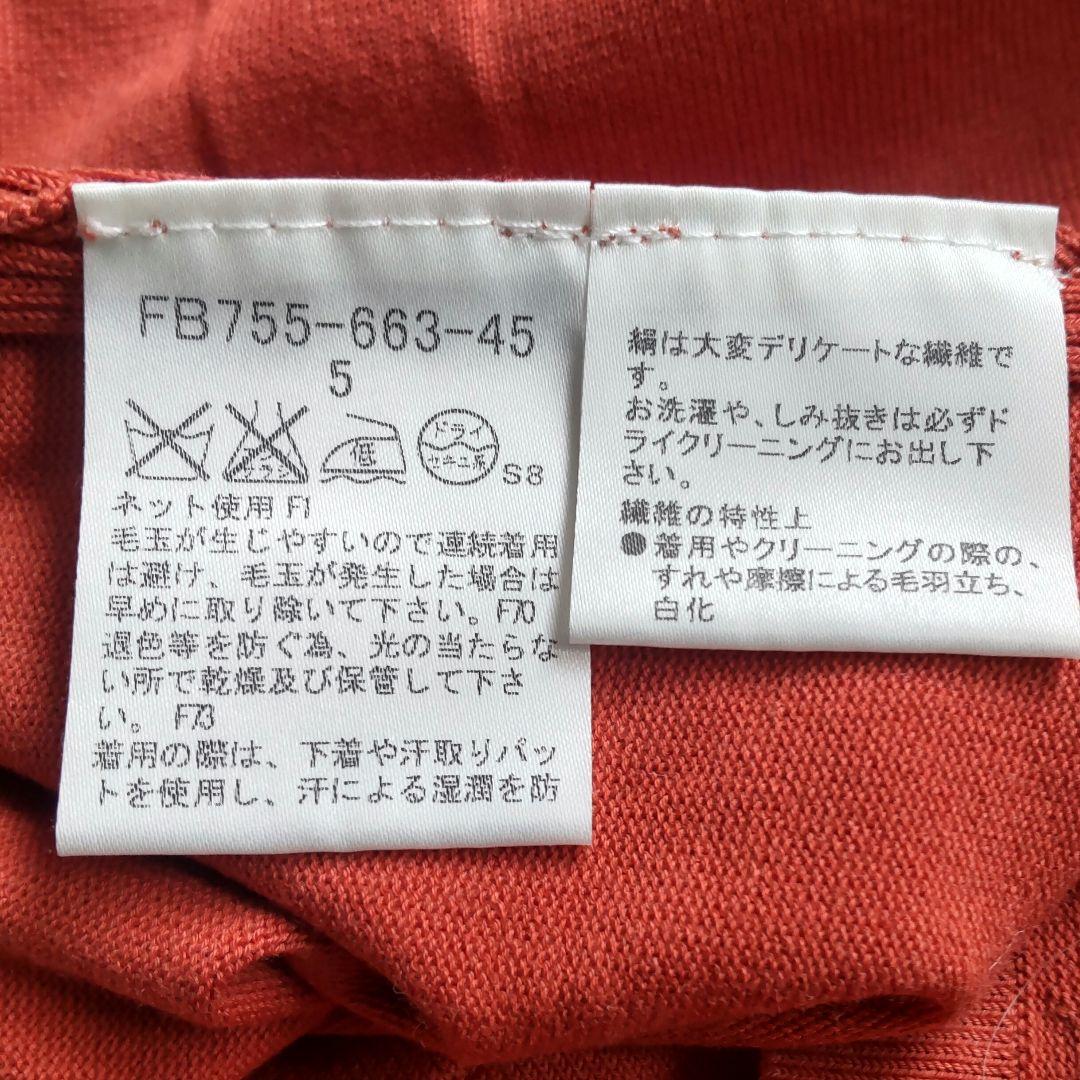 FB755-663-45
5
エンソ
サラシ
低
ドライ
セキユ系
S8
ネット使用 F1
毛玉が生じやすいので連続着用
は避け、毛玉が発生した場合は
早めに取り除いて下さい。F70
退色等を防ぐ為、光の当たらな
い所で乾燥及び保管して下さ
い。 F73
着用の際は、下着や汗取りパッ
トを使用し、汗による湿潤を防
絹は大変デリケートな繊維で
す。
お洗濯や、しみ抜きは必ずド
ライクリーニングにお出し下
さい。
繊維の特性上
●着用やクリーニングの際の、
すれや摩擦による毛羽立ち、
白化